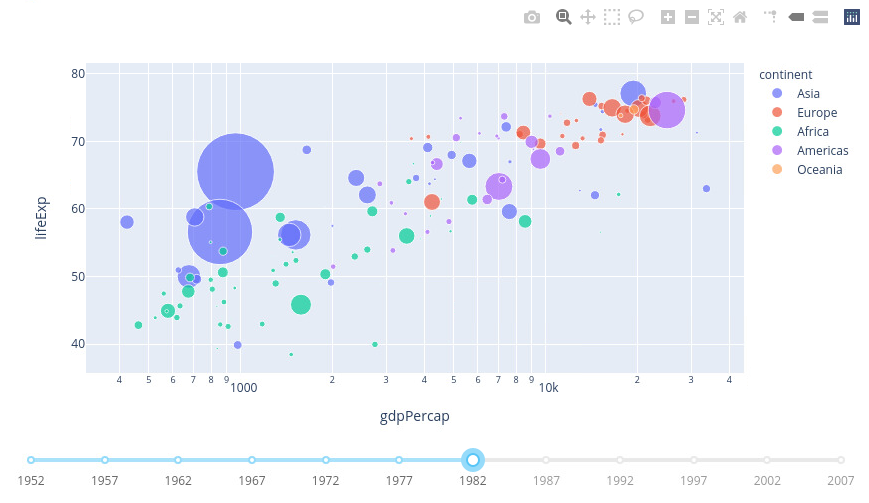 continent
Asia
Europe
Africa
Americas
Oceania
80
70
60
50
40
lifeExp
4 5 6 7 8 9 1000 2 3 4 5 6 7 8 9 10k 2 3 4
gdpPercap
1952 1957 1962 1967 1972 1977 1982 1987 1992 1997 2002 2007